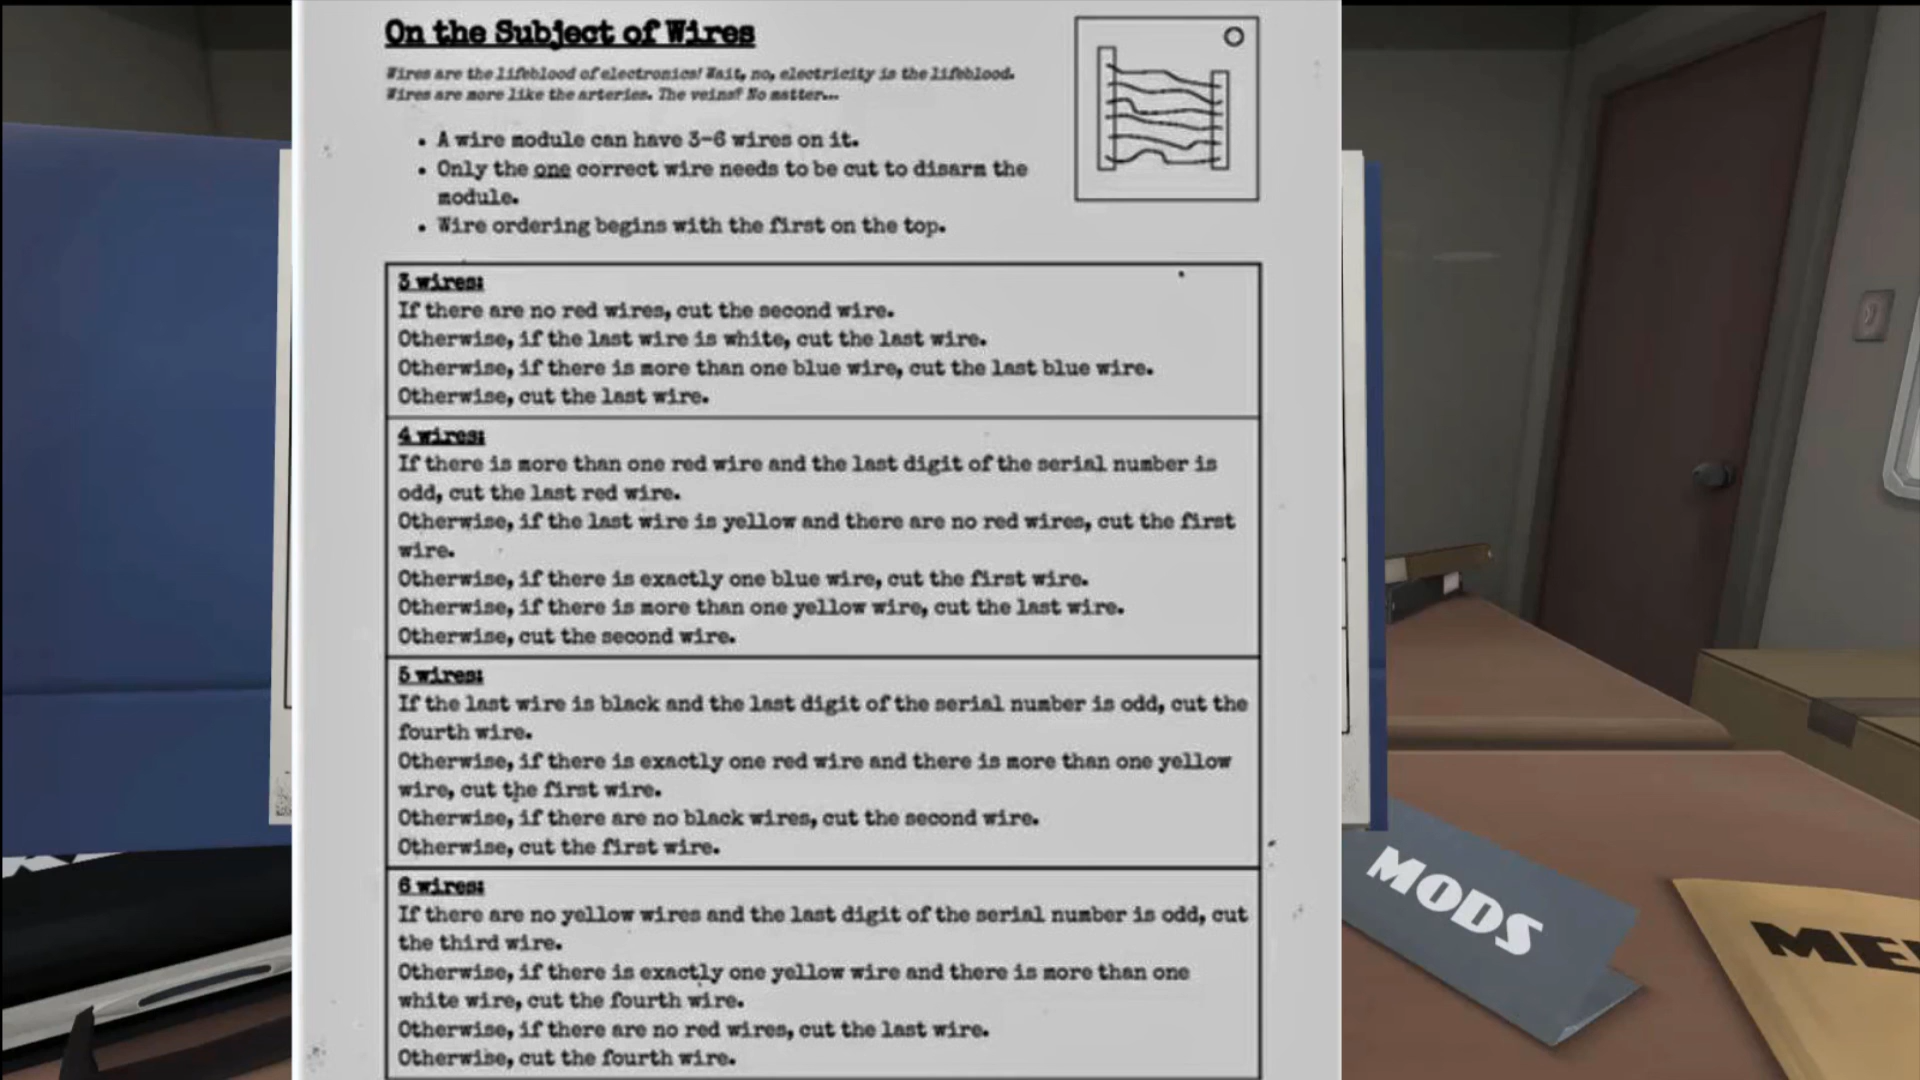 On the Subject of Wires
Wires are the lifeblood of electronics! Wait, no, electricity is the lifeblood.
Wires are more like the arteries. The veins? No matter...
• A wire module can have 3-6 wires on it.
• Only the one correct wire needs to be cut to disarm the
module.
• Wire ordering begins with the first on the top.
3 wires:
If there are no red wires, cut the second wire.
Otherwise, if the last wire is white, cut the last wire.
Otherwise, if there is more than one blue wire, cut the last blue wire.
Otherwise, cut the last wire.
4 wires:
If there is more than one red wire and the last digit of the serial number is
odd, cut the last red wire.
Otherwise, if the last wire is yellow and there are no red wires, cut the first
wire.
Otherwise, if there is exactly one blue wire, cut the first wire.
Otherwise, if there is more than one yellow wire, cut the last wire.
Otherwise, cut the second wire.
5 wires:
If the last wire is black and the last digit of the serial number is odd, cut the
fourth wire.
Otherwise, if there is exactly one red wire and there is more than one yellow
wire, cut the first wire.
Otherwise, if there are no black wires, cut the second wire.
Otherwise, cut the first wire.
6 wires:
If there are no yellow wires and the last digit of the serial number is odd, cut
the third wire.
Otherwise, if there is exactly one yellow wire and there is more than one
white wire, cut the fourth wire.
Otherwise, if there are no red wires, cut the last wire.
Otherwise, cut the fourth wire.
MODS
ME